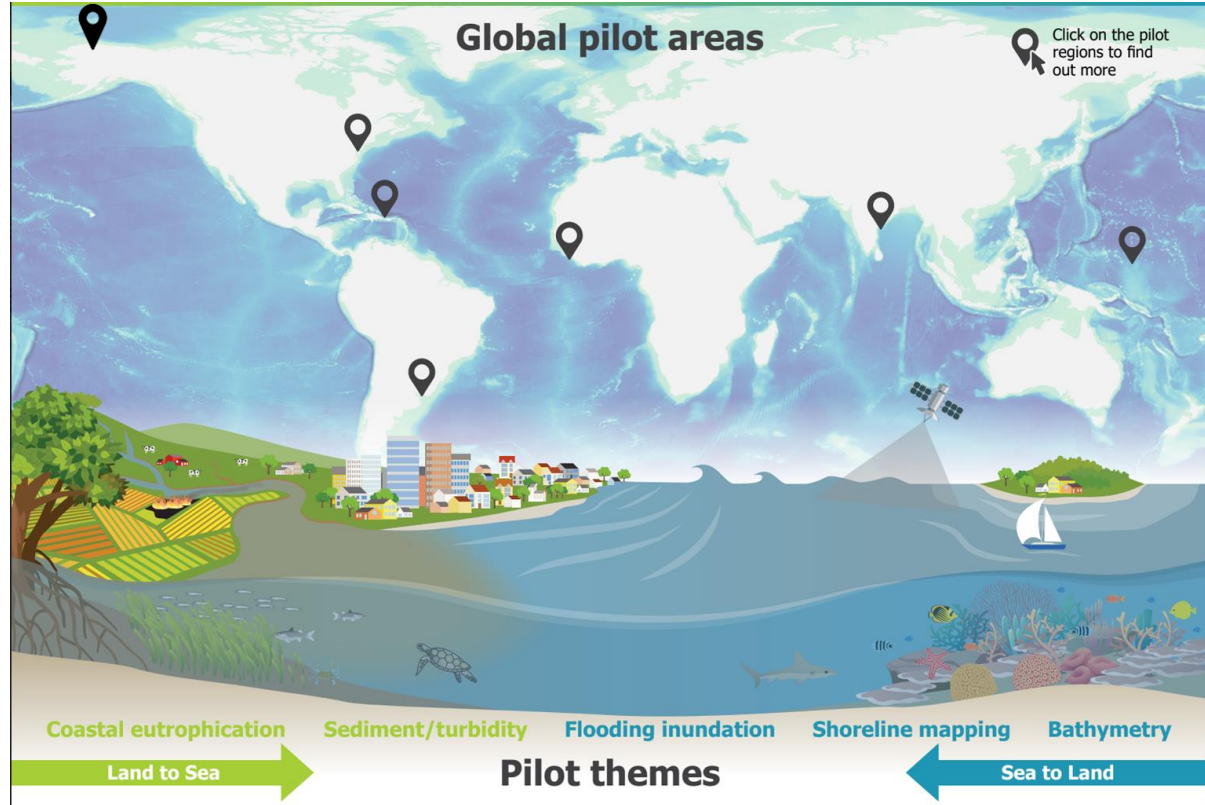 Global pilot areas
Click on the pilot
regions to find
out more
Coastal eutrophication
Sediment/turbidity
Flooding inundation
Shoreline mapping
Bathymetry
Land to Sea
Pilot themes
Sea to Land